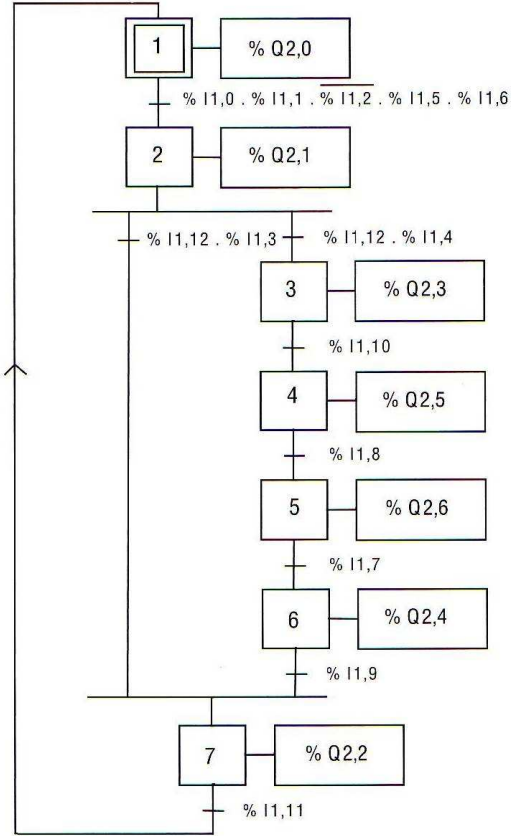 1 % Q2,0
% I1,0 . % I1,1 . % I1,2 . % I1,5 . % I1,6
2 % Q2,1
% I1,12 . % I1,3 % I1,12 . % I1,4
3 % Q2,3
% I1,10
4 % Q2,5
% I1,8
5 % Q2,6
% I1,7
6 % Q2,4
% I1,9
7 % Q2,2
% I1,11